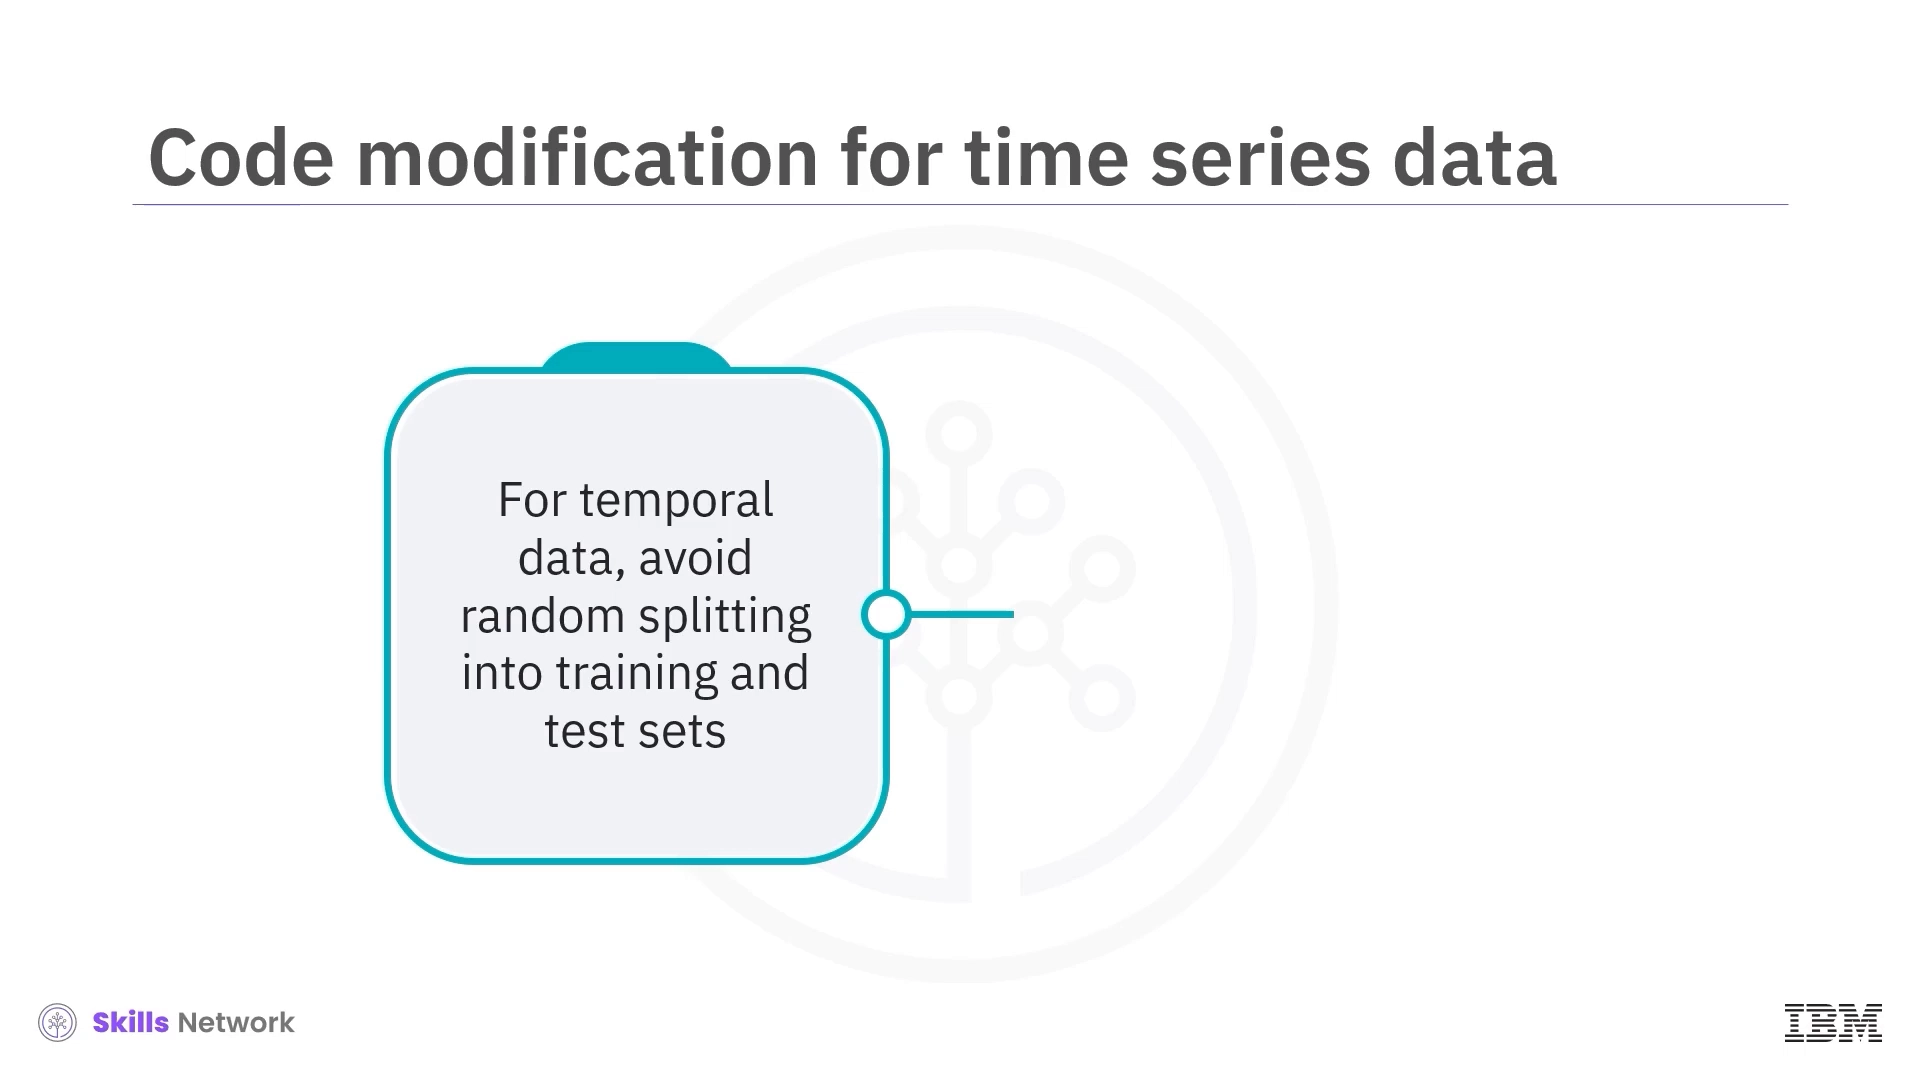 Code modification for time series data
For temporal
data, avoid
random splitting
into training and
test sets
Skills Network
IBM